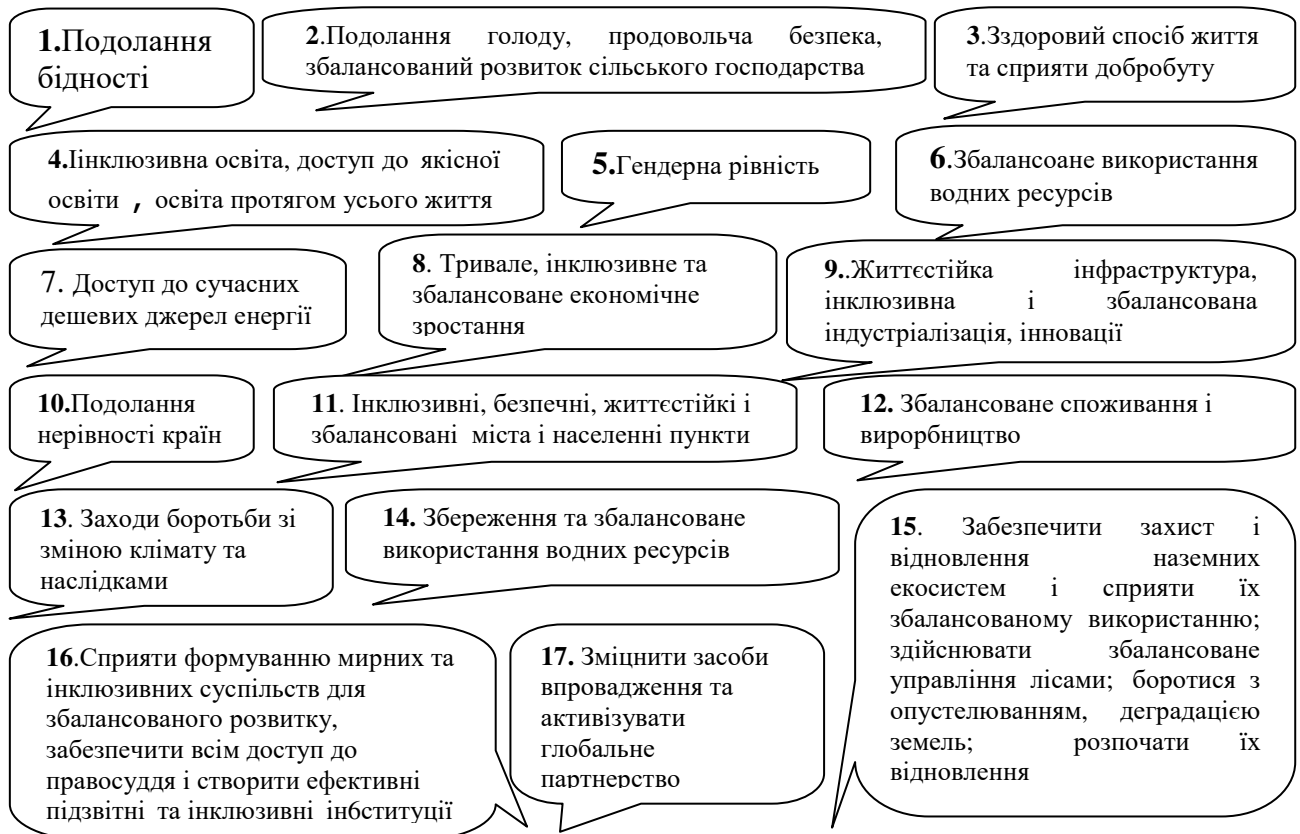 1.Подолання
бідності
2.Подолання голоду, продовольча безпека,
збалансований розвиток сільського господарства
3.Зздоровий спосіб життя
та сприяти добробуту
4.Іінклюзивна освіта, доступ до якісної
освіти , освіта протягом усього життя
5.Гендерна рівність
6.Збалансоане використання
водних ресурсів
7. Доступ до сучасних
дешевих джерел енергії
8. Тривале, інклюзивне та
збалансоване економічне
зростання
9..Життєстійка інфраструктура,
інклюзивна і збалансована
індустріалізація, інновації
10.Подолання
нерівності країн
11. Інклюзивні, безпечні, життєстійкі і
збалансовані міста і населенні пункти
12. Збалансоване споживання і
вирорбництво
13. Заходи боротьби зі
зміною клімату та
наслідками
14. Збереження та збалансоване
використання водних ресурсів
15. Забезпечити захист і
відновлення наземних
екосистем і сприяти їх
збалансованому використанню;
здійснювати збалансоване
управління лісами; боротися з
опустелюванням, деградацією
земель; розпочати їх
відновлення
16.Сприяти формуванню мирних та
інклюзивних суспільств для
збалансованого розвитку,
забезпечити всім доступ до
правосуддя і створити ефективні
підзвітні та інклюзивні ін6ституції
17. Зміцнити засоби
впровадження та
активізувати
глобальне
партнерство